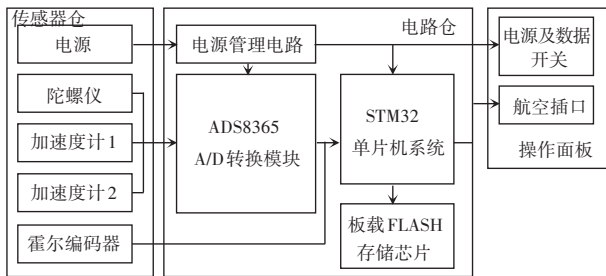 传感器仓
电源
陀螺仪
加速度计1
加速度计2
霍尔编码器
电路仓
电源管理电路
ADS8365
A/D转换模块
STM32
单片机系统
板载FLASH
存储芯片
电源及数据
开关
航空插口
操作面板